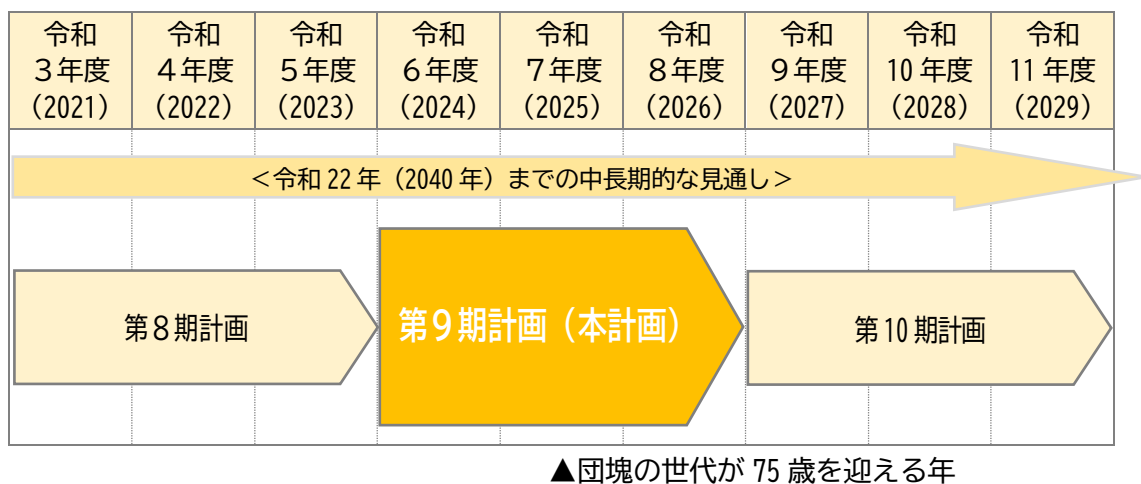 令和 令和 令和 令和 令和 令和 令和 令和 令和
３年度 ４年度 ５年度 ６年度 ７年度 ８年度 ９年度 10 年度 11 年度
（2021） （2022） （2023） （2024） （2025） （2026） （2027） （2028） （2029）
＜令和 22 年（2040 年）までの中長期的な見通し＞
第８期計画 第９期計画（本計画） 第 10 期計画
▲団塊の世代が 75 歳を迎える年